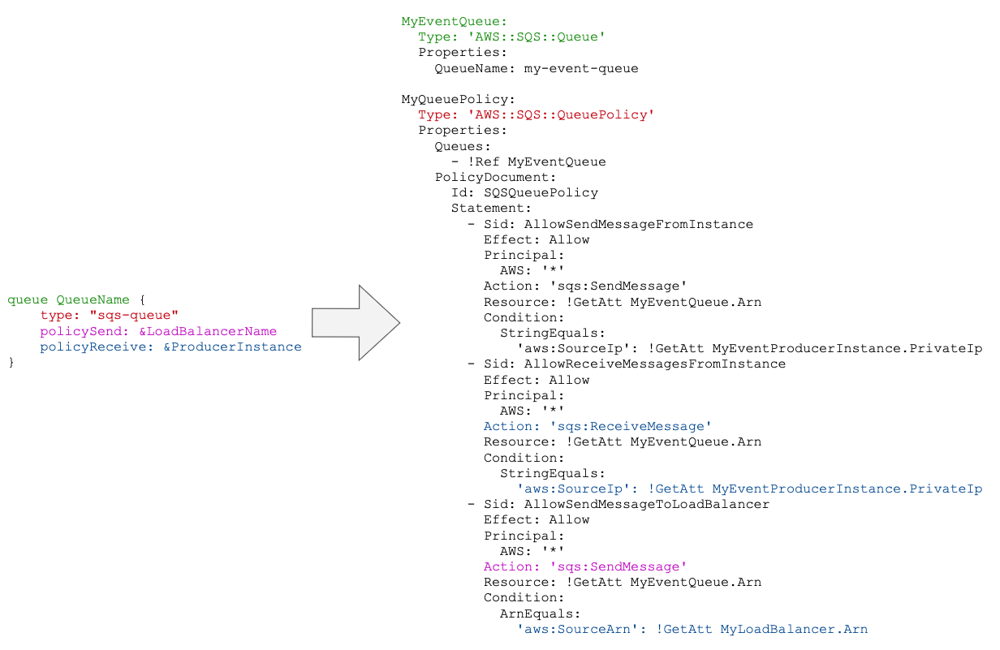 queue QueueName {
    type: "sqs-queue"
    policySend: &LoadBalancerName
    policyReceive: &ProducerInstance
}
MyEventQueue:
  Type: 'AWS::SQS::Queue'
  Properties:
    QueueName: my-event-queue

MyQueuePolicy:
  Type: 'AWS::SQS::QueuePolicy'
  Properties:
    Queues:
      - !Ref MyEventQueue
    PolicyDocument:
      Id: SQSQueuePolicy
      Statement:
        - Sid: AllowSendMessageFromInstance
          Effect: Allow
          Principal:
            AWS: '*'
          Action: 'sqs:SendMessage'
          Resource: !GetAtt MyEventQueue.Arn
          Condition:
            StringEquals:
              'aws:SourceIp': !GetAtt MyEventProducerInstance.PrivateIp
        - Sid: AllowReceiveMessagesFromInstance
          Effect: Allow
          Principal:
            AWS: '*'
          Action: 'sqs:ReceiveMessage'
          Resource: !GetAtt MyEventQueue.Arn
          Condition:
            StringEquals:
              'aws:SourceIp': !GetAtt MyEventProducerInstance.PrivateIp
        - Sid: AllowSendMessageToLoadBalancer
          Effect: Allow
          Principal:
            AWS: '*'
          Action: 'sqs:SendMessage'
          Resource: !GetAtt MyEventQueue.Arn
          Condition:
            ArnEquals:
              'aws:SourceArn': !GetAtt MyLoadBalancer.Arn